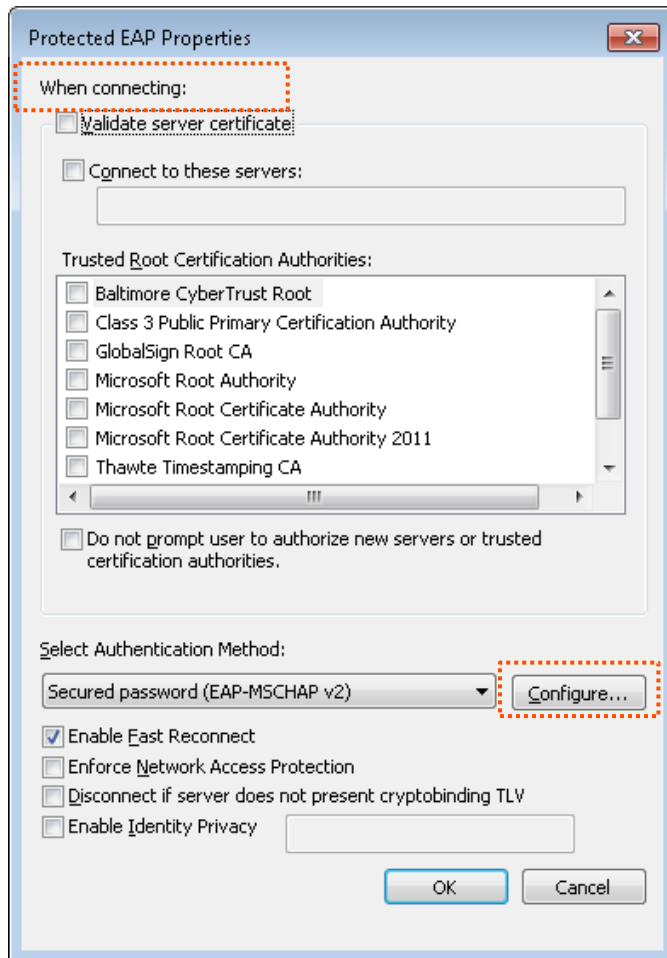 Protected EAP Properties
When connecting:
Validate server certificate
Connect to these servers:
Trusted Root Certification Authorities:
Baltimore CyberTrust Root
Class 3 Public Primary Certification Authority
GlobalSign Root CA
Microsoft Root Authority
Microsoft Root Certificate Authority
Microsoft Root Certificate Authority 2011
Thawte Timestamping CA
Do not prompt user to authorize new servers or trusted
certification authorities.
Select Authentication Method:
Secured password (EAP-MSCHAP v2) Configure...
Enable Fast Reconnect
Enforce Network Access Protection
Disconnect if server does not present cryptobinding TLV
Enable Identity Privacy
OK Cancel